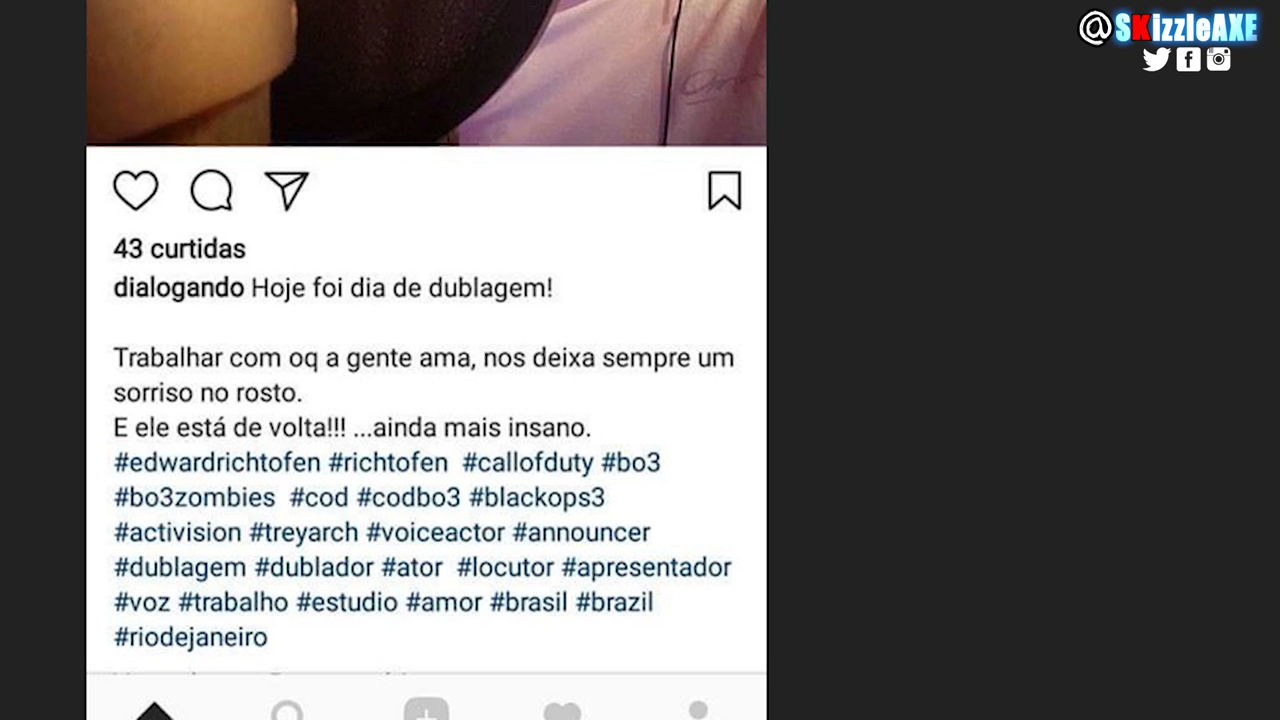 @SKizzleAXE
43 curtidas
dialogando Hoje foi dia de dublagem!
Trabalhar com oq a gente ama, nos deixa sempre um
sorriso no rosto.
E ele está de volta!!! ...ainda mais insano.
#edwardrichtofen #richtofen #callofduty #bo3
#bo3zombies #cod #codbo3 #blackops3
#activision #treyarch #voiceactor #announcer
#dublagem #dublador #ator #locutor #apresentador
#voz #trabalho #estudio #amor #brasil #brazil
#riodejaneiro